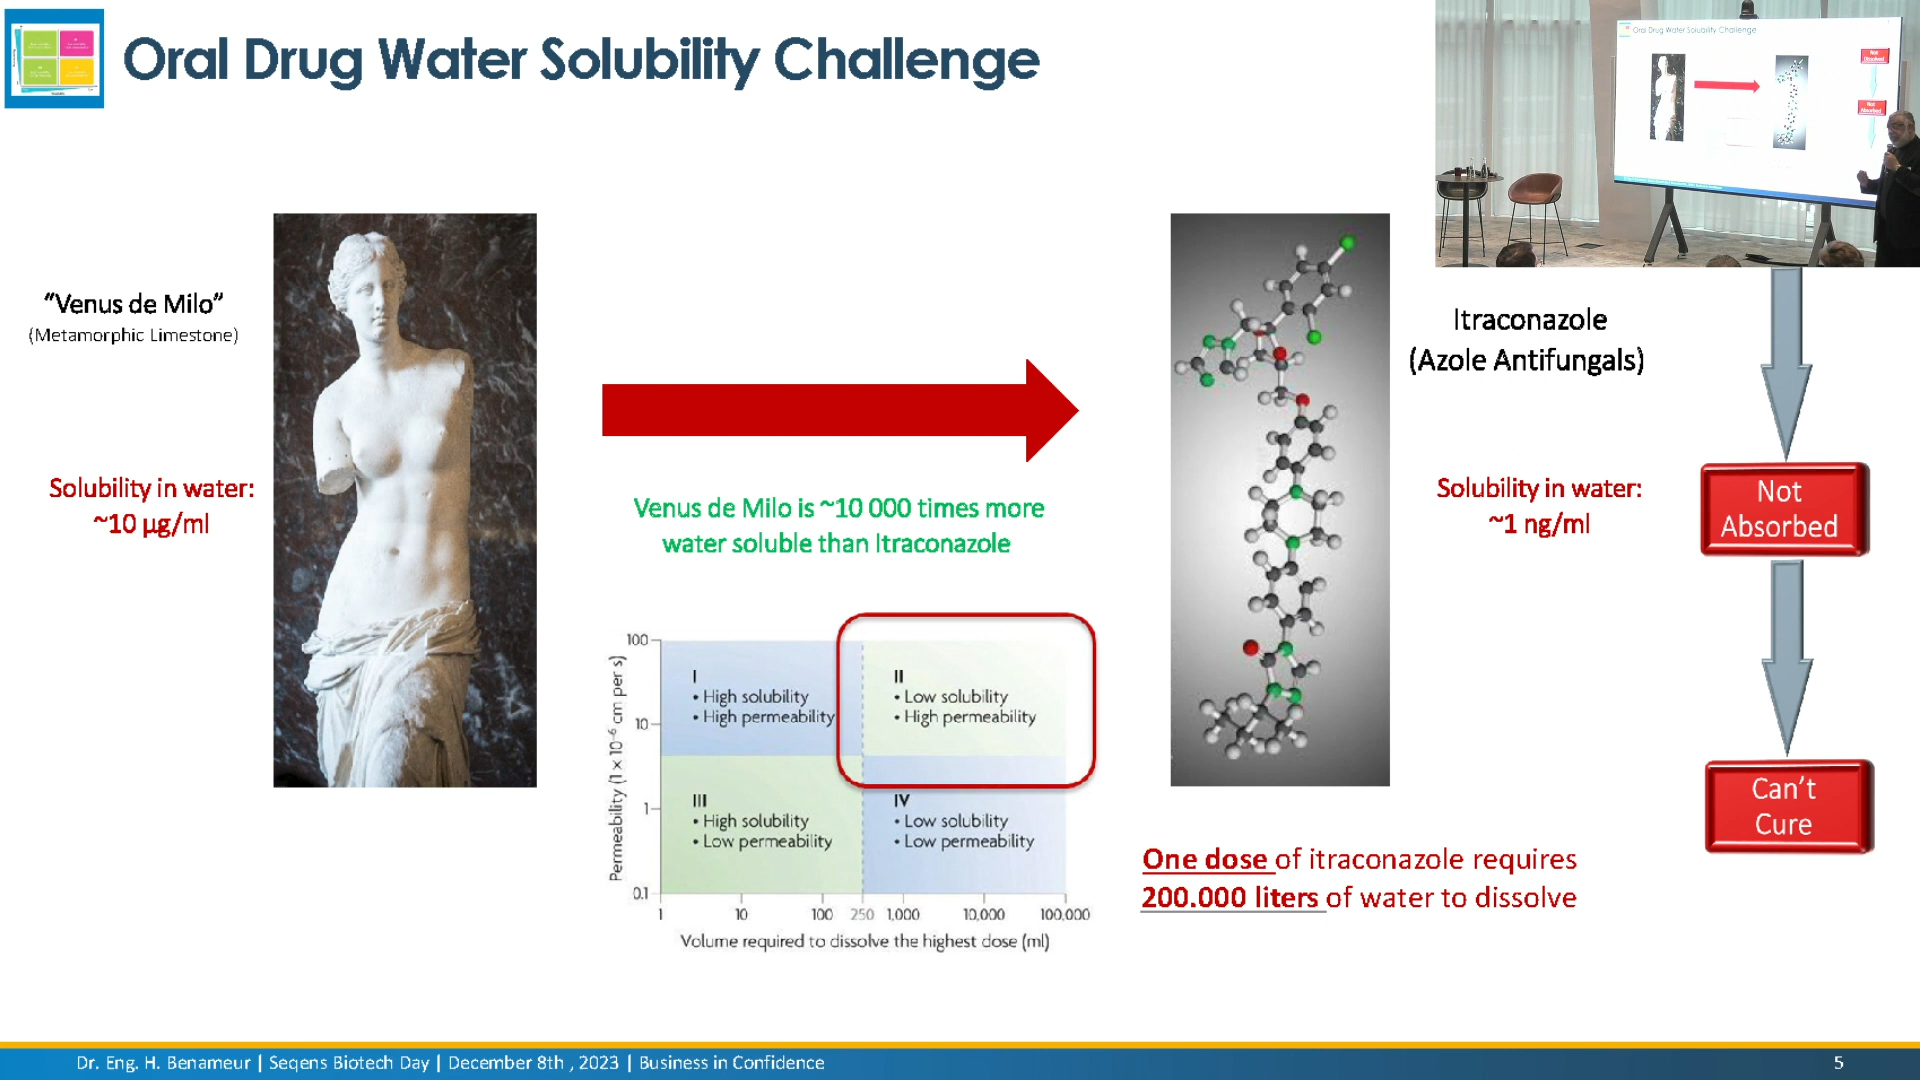 Oral Drug Water Solubility Challenge
Oral Drug Water Solubility Challenge
Not
Dissolved
Not
Absorbed
"Venus de Milo"
(Metamorphic Limestone)
Solubility in water:
~10 µg/ml
Venus de Milo is ~10 000 times more
water soluble than Itraconazole
Itraconazole
(Azole Antifungals)
Solubility in water:
~1 ng/ml
Not
Absorbed
Can't
Cure
Permeability (1 x 10⁻⁶ cm per s)
100
10
1
0.1
I
• High solubility
• High permeability
II
• Low solubility
• High permeability
III
• High solubility
• Low permeability
IV
• Low solubility
• Low permeability
1 10 100 250 1,000 10,000 100,000
Volume required to dissolve the highest dose (ml)
One dose of itraconazole requires
200.000 liters of water to dissolve
Dr. Eng. H. Benameur | Seqens Biotech Day | December 8th , 2023 | Business in Confidence
5